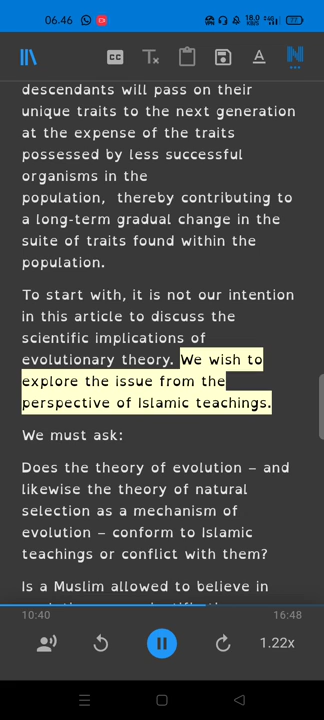 06.46
18.0
77
CC
descendants will pass on their
unique traits to the next generation
at the expense of the traits
possessed by less successful
organisms in the
population, thereby contributing to
a long-term gradual change in the
suite of traits found within the
population.
To start with, it is not our intention
in this article to discuss the
scientific implications of
evolutionary theory. We wish to
explore the issue from the
perspective of Islamic teachings.
We must ask:
Does the theory of evolution – and
likewise the theory of natural
selection as a mechanism of
evolution – conform to Islamic
teachings or conflict with them?
Is a Muslim allowed to believe in
10:40
16:48
1.22x